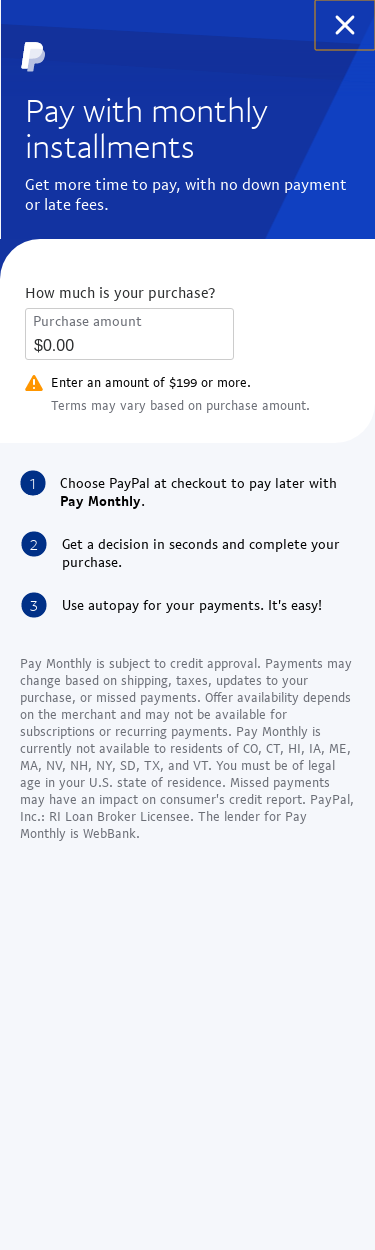 Pay with monthly
installments
Get more time to pay, with no down payment
or late fees.
How much is your purchase?
Purchase amount
$0.00
Enter an amount of $199 or more.
Terms may vary based on purchase amount.
1 Choose PayPal at checkout to pay later with
Pay Monthly.
2 Get a decision in seconds and complete your
purchase.
3 Use autopay for your payments. It's easy!
Pay Monthly is subject to credit approval. Payments may
change based on shipping, taxes, updates to your
purchase, or missed payments. Offer availability depends
on the merchant and may not be available for
subscriptions or recurring payments. Pay Monthly is
currently not available to residents of CO, CT, HI, IA, ME,
MA, NV, NH, NY, SD, TX, and VT. You must be of legal
age in your U.S. state of residence. Missed payments
may have an impact on consumer's credit report. PayPal,
Inc.: RI Loan Broker Licensee. The lender for Pay
Monthly is WebBank.